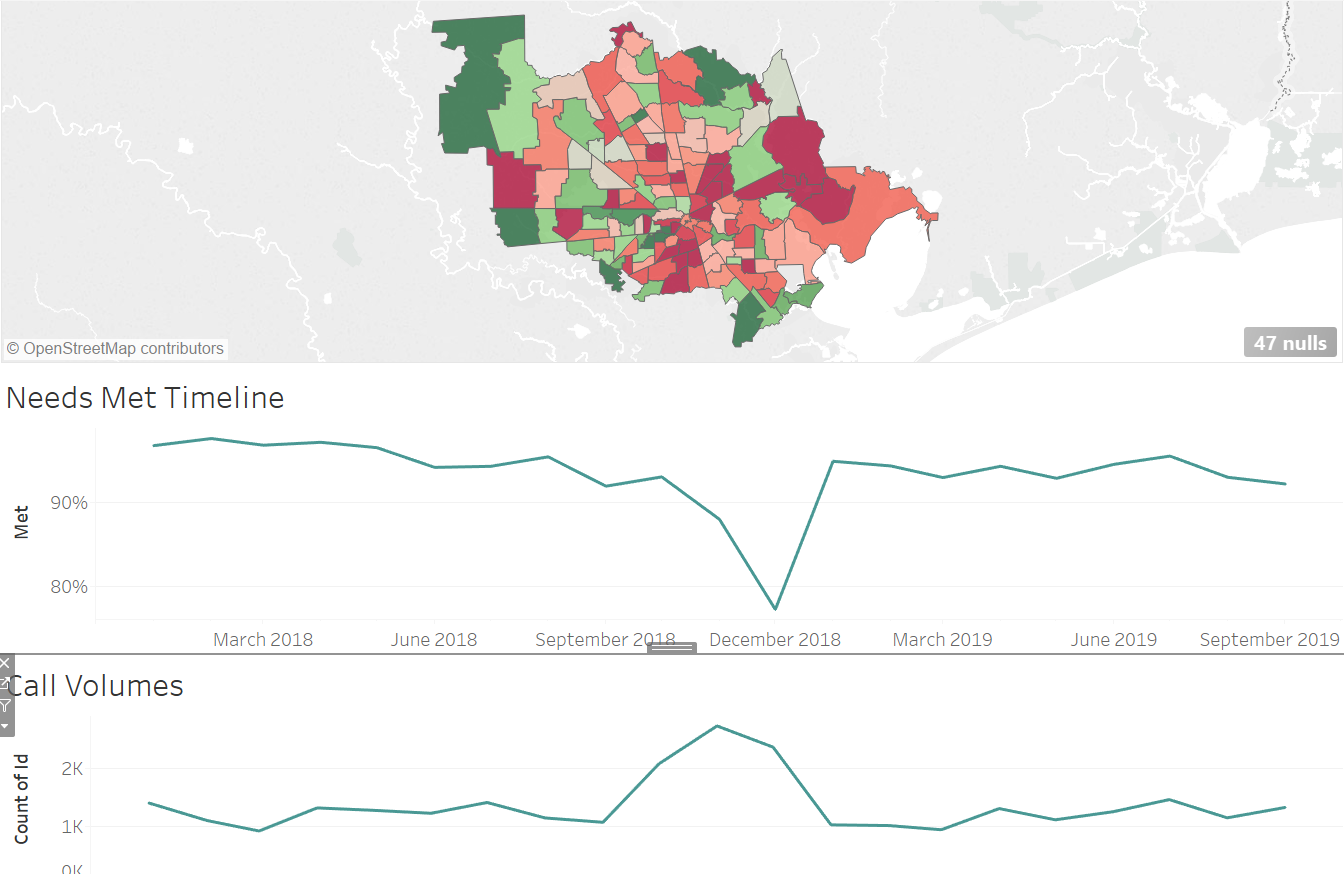 © OpenStreetMap contributors
47 nulls
Needs Met Timeline
Met
90%
80%
March 2018
June 2018
September 2018
December 2018
March 2019
June 2019
September 2019
Call Volumes
Count of Id
2K
1K
0K